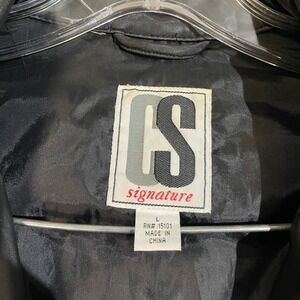 CS
signature
L
RN# 15101
MADE IN
CHINA